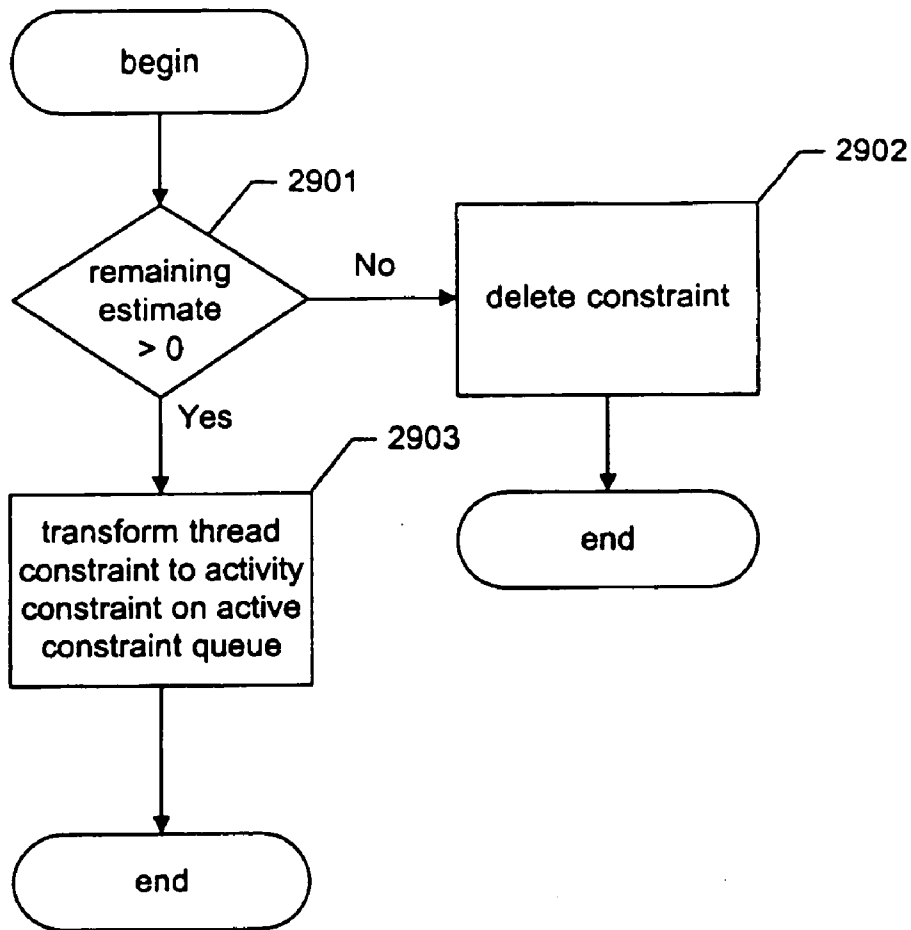 begin
2901
remaining
estimate
> 0
No
2902
delete constraint
Yes
2903
transform thread
constraint to activity
constraint on active
constraint queue
end
end